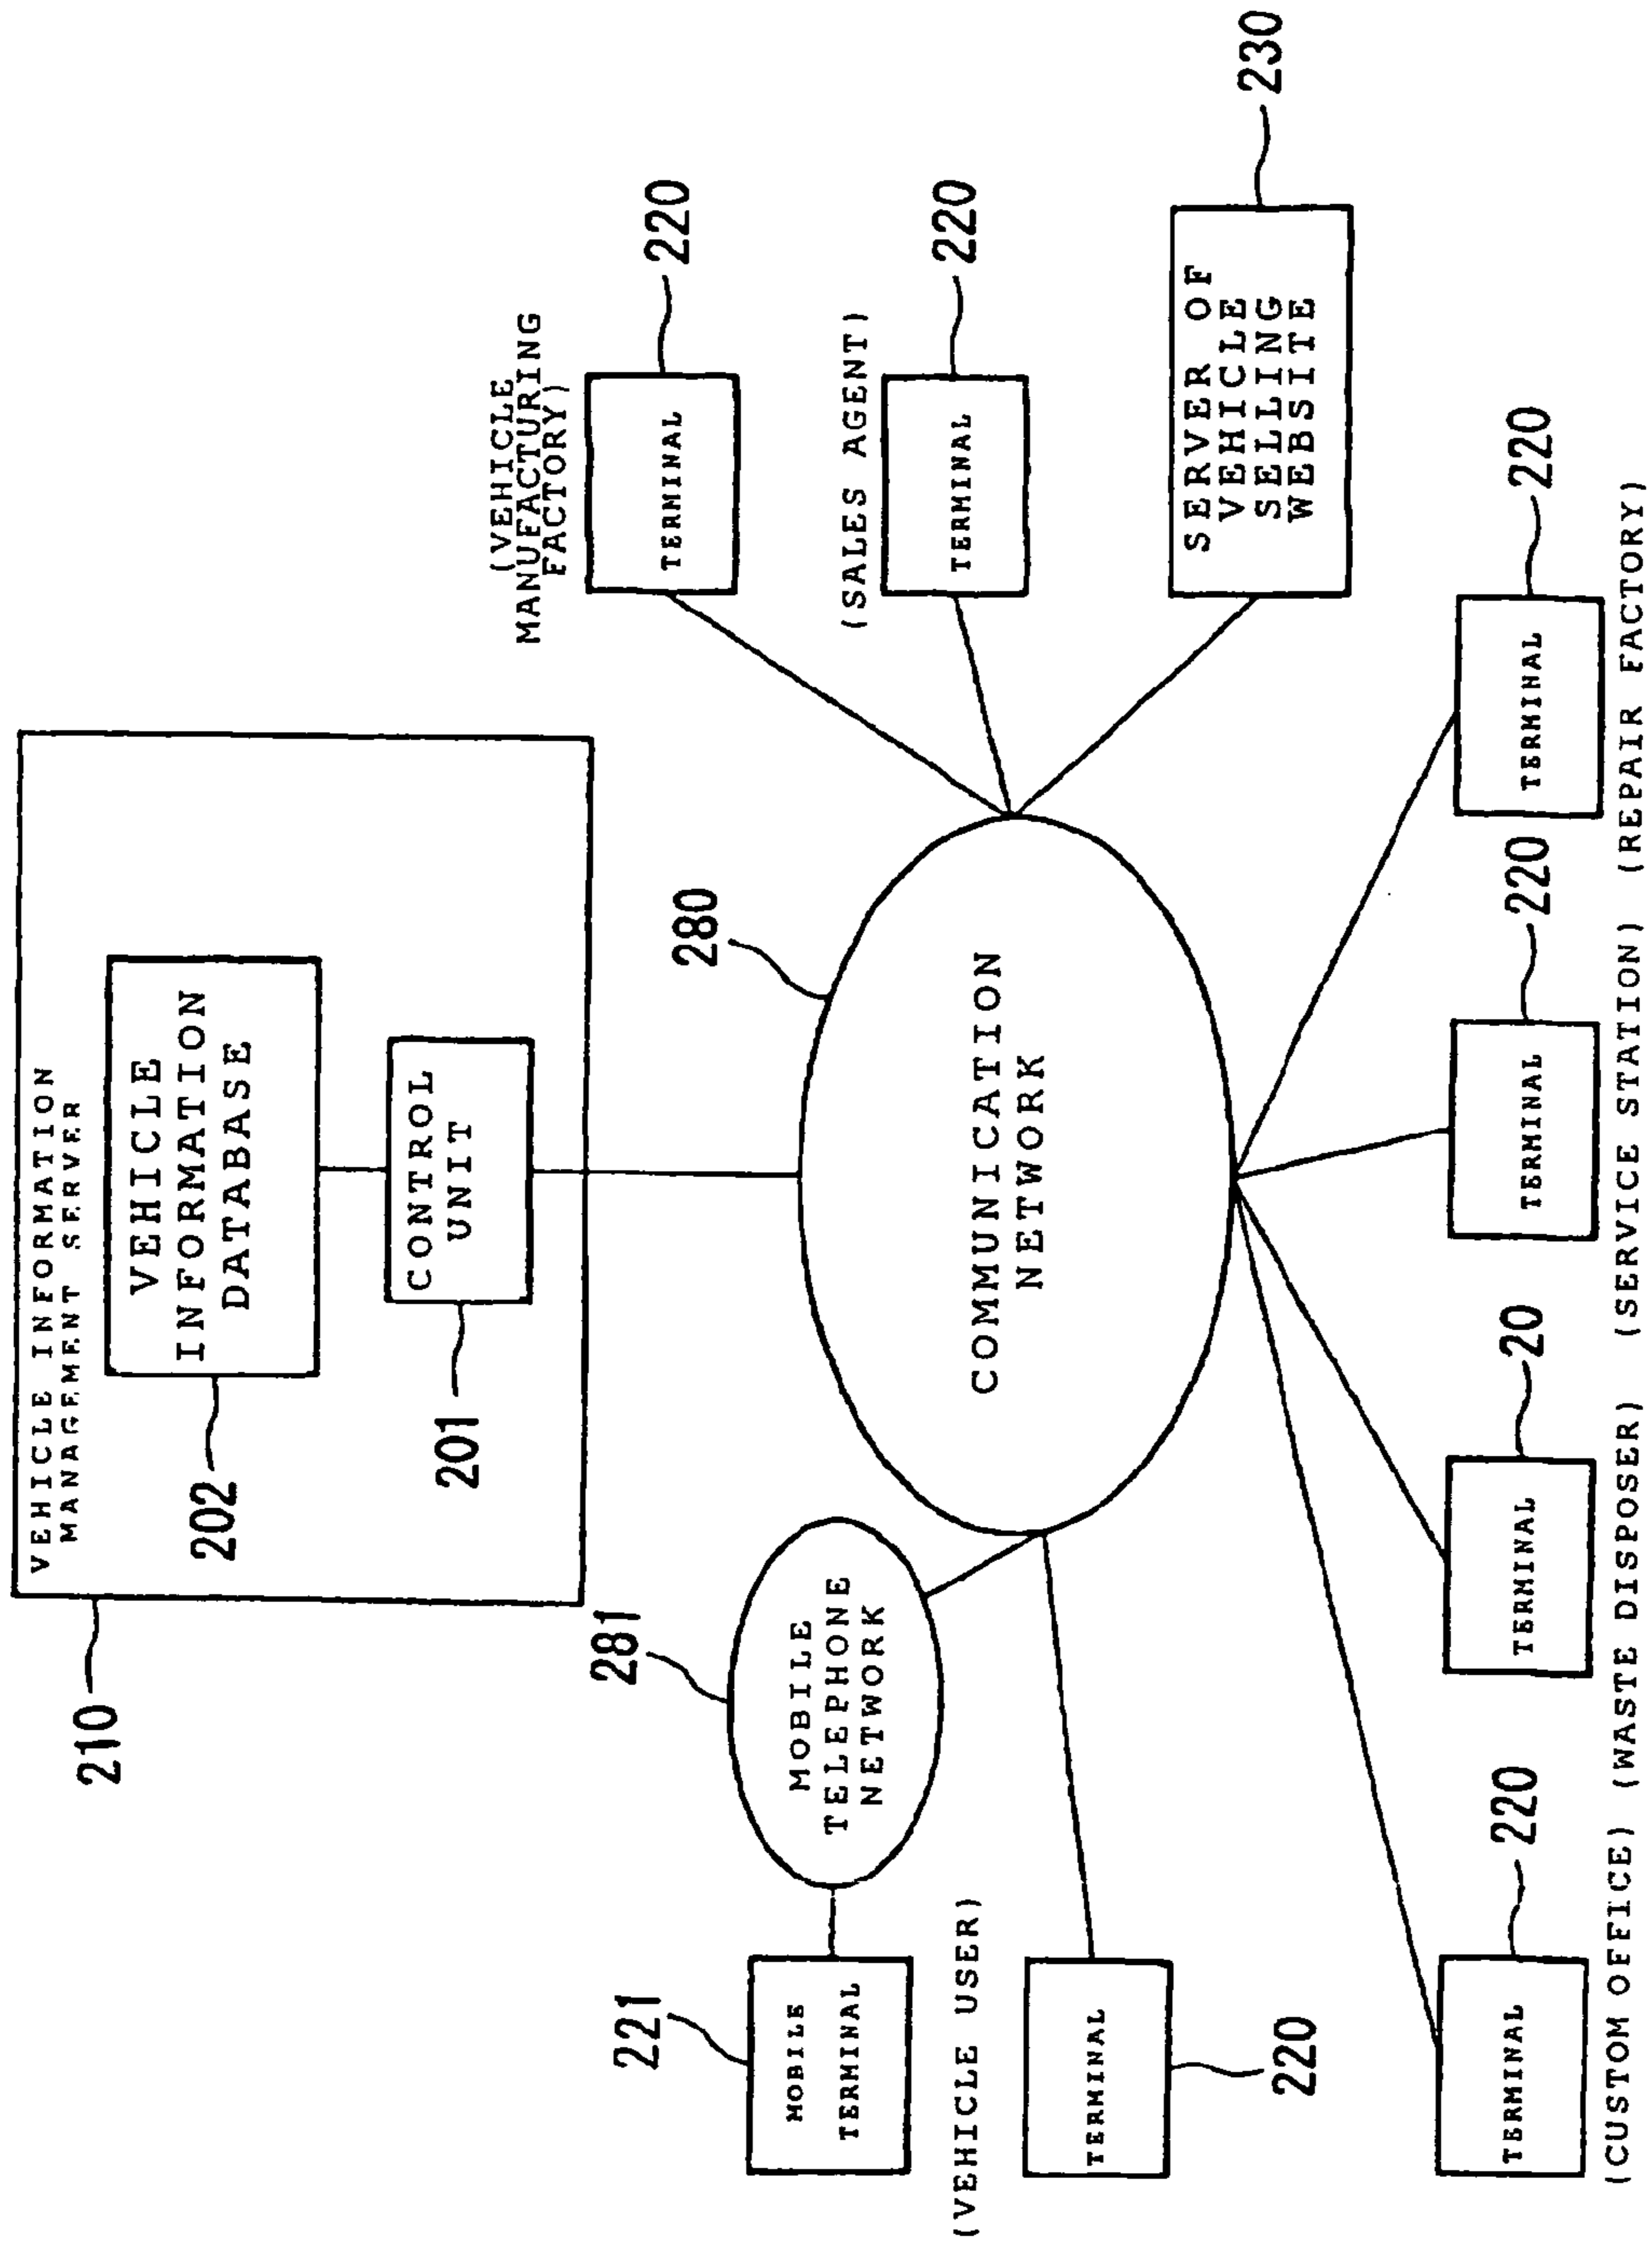 VEHICLE INFORMATION
MANAGEMENT SERVER
VEHICLE
INFORMATION
DATABASE
202
CONTROL
UNIT
201
210
280
COMMUNICATION
NETWORK
281
MOBILE
TELEPHONE
NETWORK
221
MOBILE
TERMINAL
(VEHICLE USER)
TERMINAL
220
(VEHICLE
MANUFACTURING
FACTORY)
TERMINAL
220
(SALES AGENT)
TERMINAL
220
SERVER OF
VEHICLE
SELLING
WEBSITE
230
TERMINAL
220
(CUSTOM OFFICE)
TERMINAL
20
(WASTE DISPOSER)
TERMINAL
220
(SERVICE STATION)
TERMINAL
220
(REPAIR FACTORY)